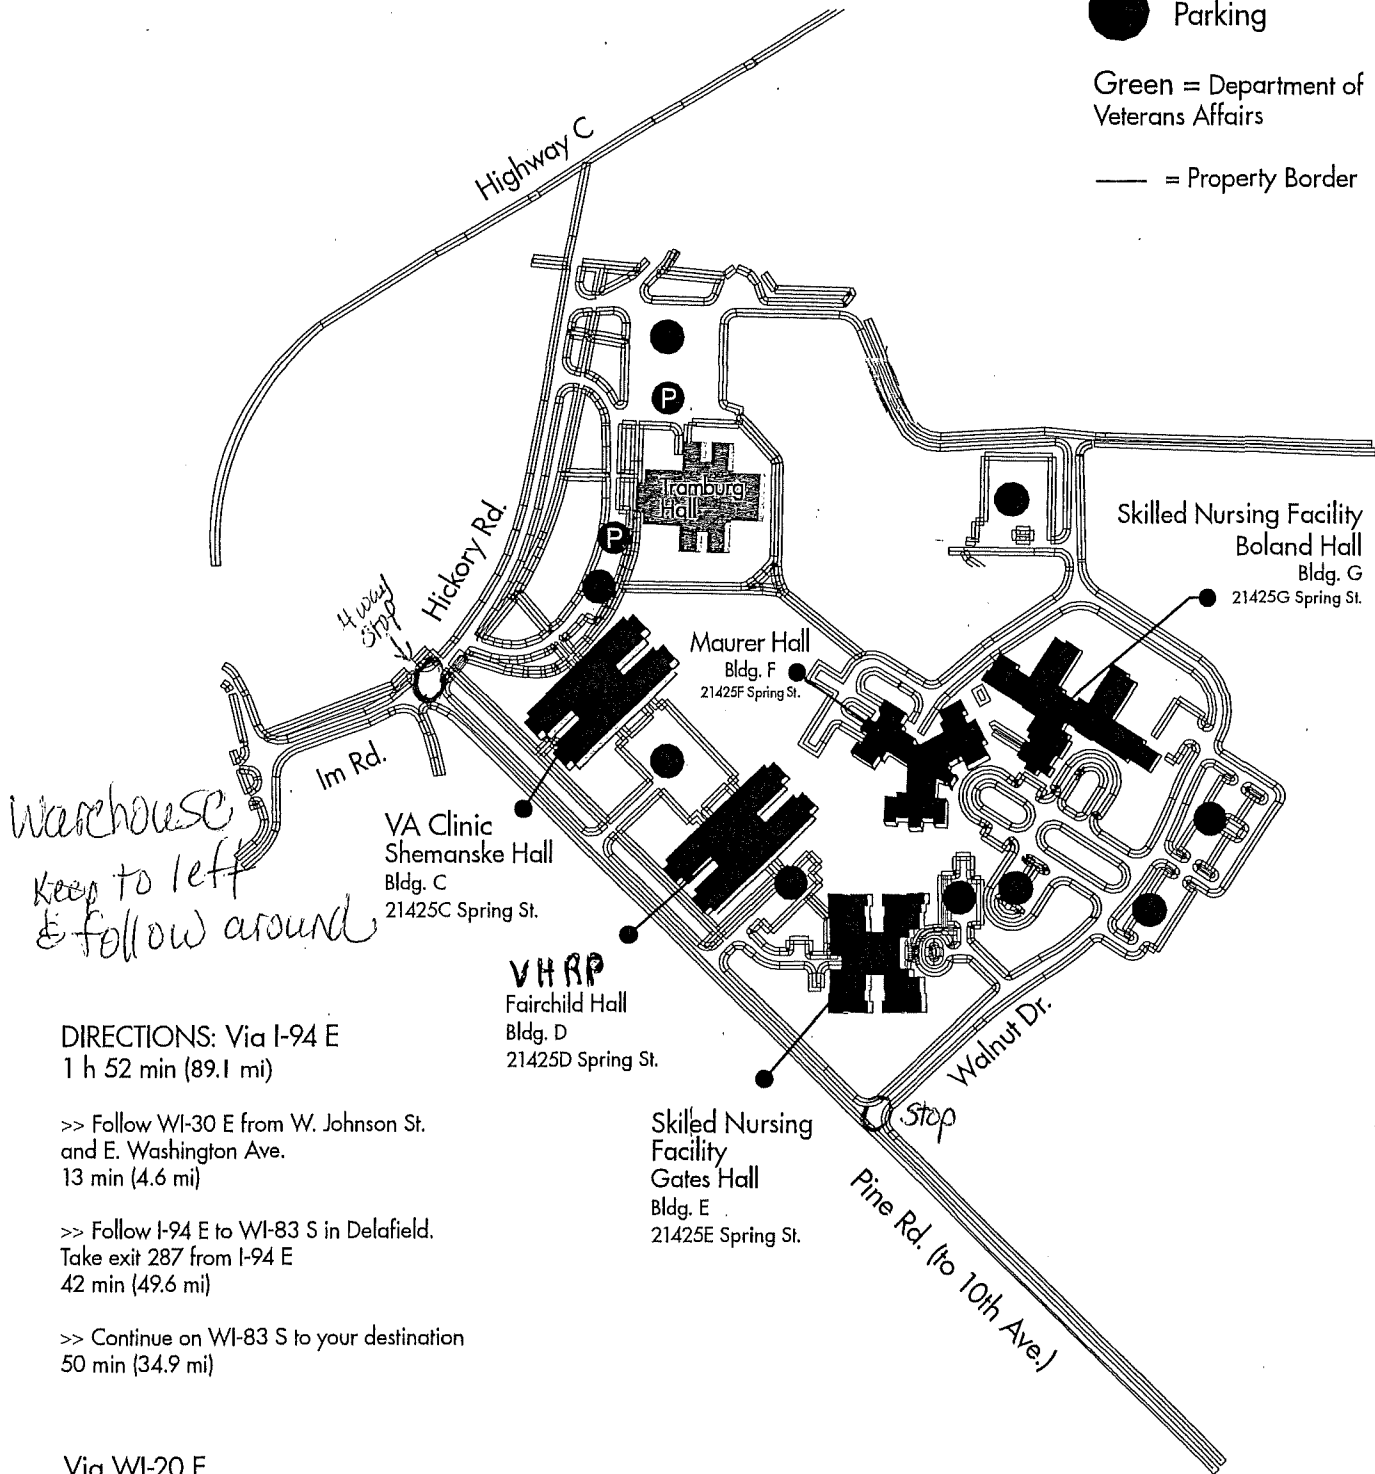 Parking
Green = Department of
Veterans Affairs
= Property Border
Highway C
P
Tramburg
Hall
P
Hickory Rd.
4 way
stop
Skilled Nursing Facility
Boland Hall
Bldg. G
21425G Spring St.
Maurer Hall
Bldg. F
21425F Spring St.
Im Rd.
Warehouse
Keep to left
& follow around
VA Clinic
Shemanske Hall
Bldg. C
21425C Spring St.
VHRP
Fairchild Hall
Bldg. D
21425D Spring St.
Walnut Dr.
Stop
Skilled Nursing
Facility
Gates Hall
Bldg. E
21425E Spring St.
Pine Rd. (to 10th Ave.)
DIRECTIONS: Via I-94 E
1 h 52 min (89.1 mi)
>> Follow WI-30 E from W. Johnson St.
and E. Washington Ave.
13 min (4.6 mi)
>> Follow I-94 E to WI-83 S in Delafield.
Take exit 287 from I-94 E
42 min (49.6 mi)
>> Continue on WI-83 S to your destination
50 min (34.9 mi)
Via WI-20 E